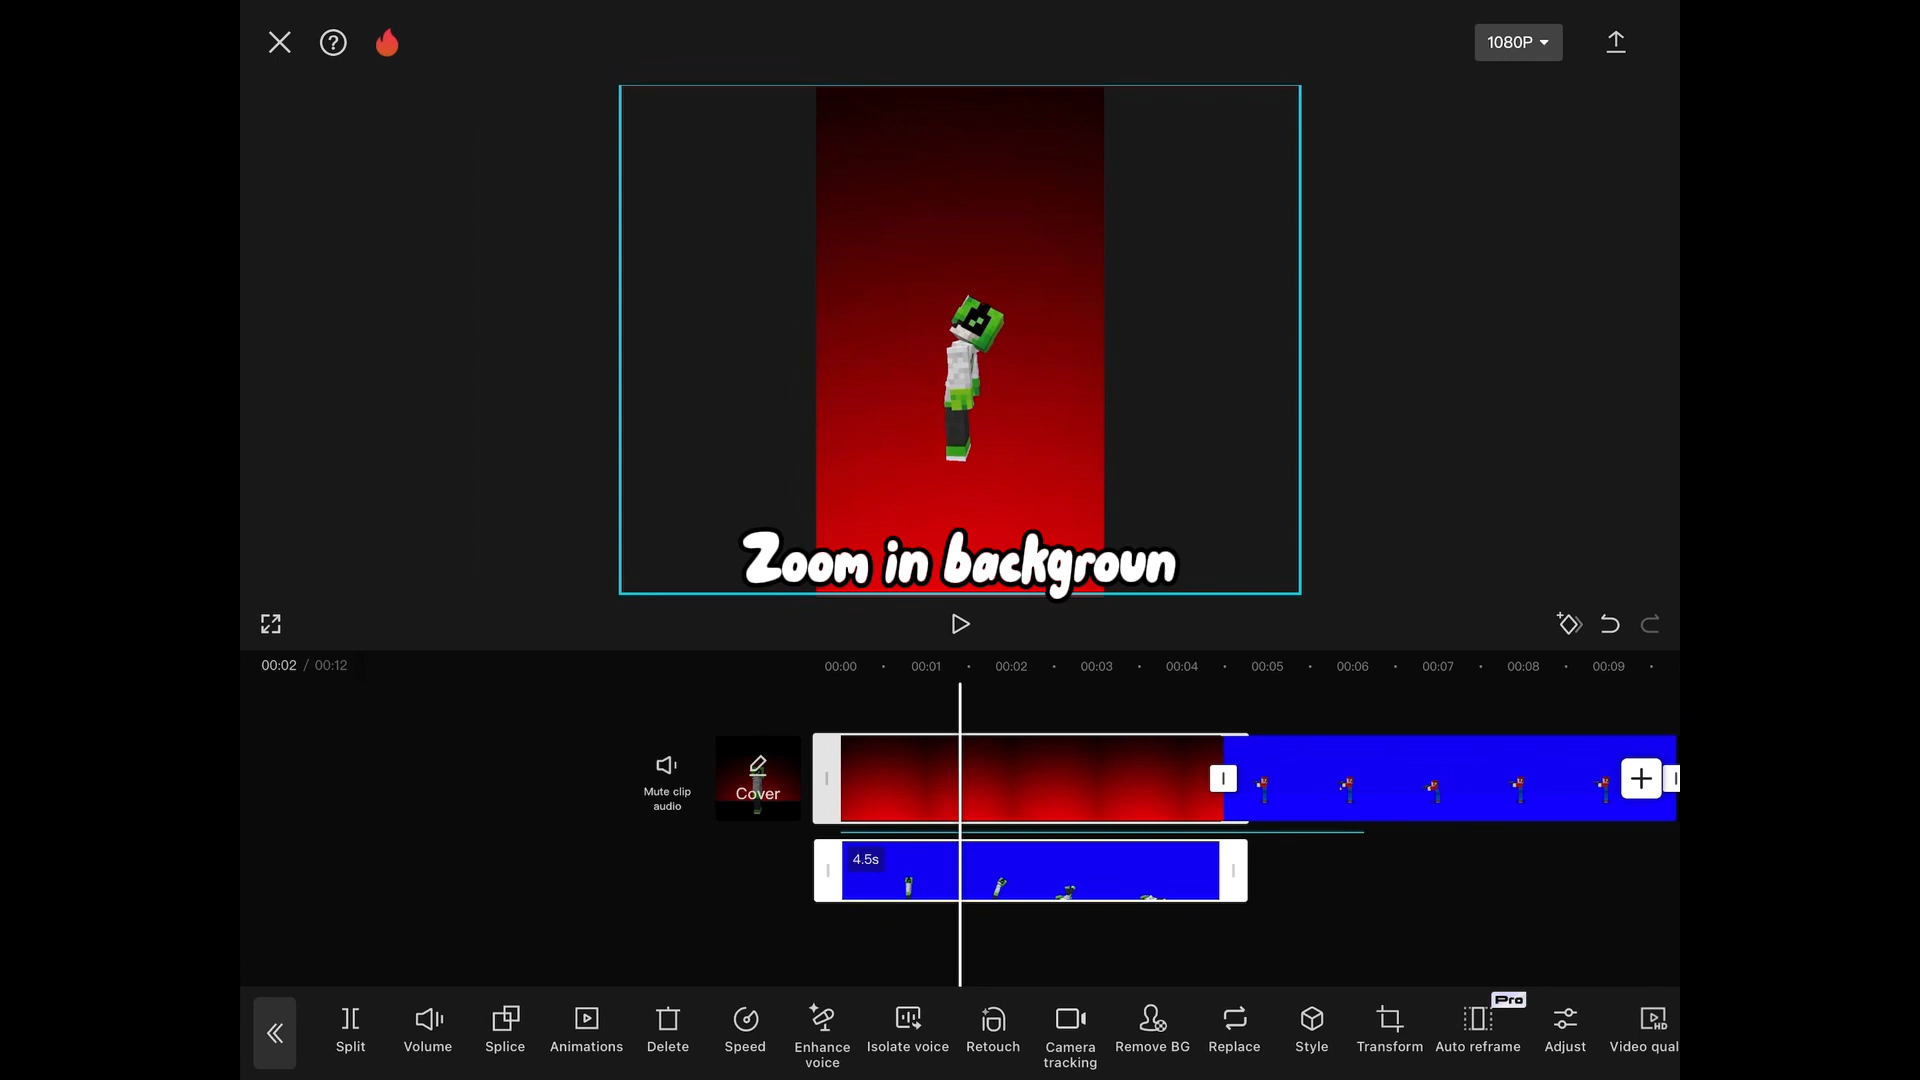 1080P
Zoom in backgroun
00:02 / 00:12
00:00 00:01 00:02 00:03 00:04 00:05 00:06 00:07 00:08 00:09
Mute clip
audio
Cover
4.5s
Pro
Split
Volume
Splice
Animations
Delete
Speed
Enhance
voice
Isolate voice
Retouch
Camera
tracking
Remove BG
Replace
Style
Transform
Auto reframe
Adjust
HD
Video qual